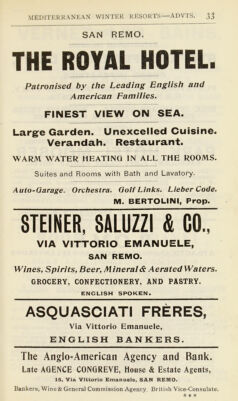 MEDITERRANEAN WINTER RESORTS—ADVTS. 33
SAN REMO.
THE ROYAL HOTEL.
Patronised by the Leading English and
American Families.
FINEST VIEW ON SEA.
Large Garden. Unexcelled Cuisine.
Verandah. Restaurant.
WARM WATER HEATING IN ALL THE ROOMS.
Suites and Rooms with Bath and Lavatory.
Auto-Garage. Orchestra. Golf Links. Lieber Code.
M. BERTOLINI, Prop.
STEINER, SALUZZI & CO.,
VIA VITTORIO EMANUELE,
SAN REMO.
Wines, Spirits, Beer, Mineral & Aerated Waters.
GROCERY, CONFECTIONERY, AND PASTRY.
ENGLISH SPOKEN.
ASQUASCIATI FRÈRES,
Via Vittorio Emanuele,
ENGLISH BANKERS.
The Anglo-American Agency and Bank.
Late AGENCE CONGREVE, House & Estate Agents,
15, Via Vittorio Emanuele, SAN REMO.
Bankers, Wine & General Commission Agency. British Vice-Consulate.
***